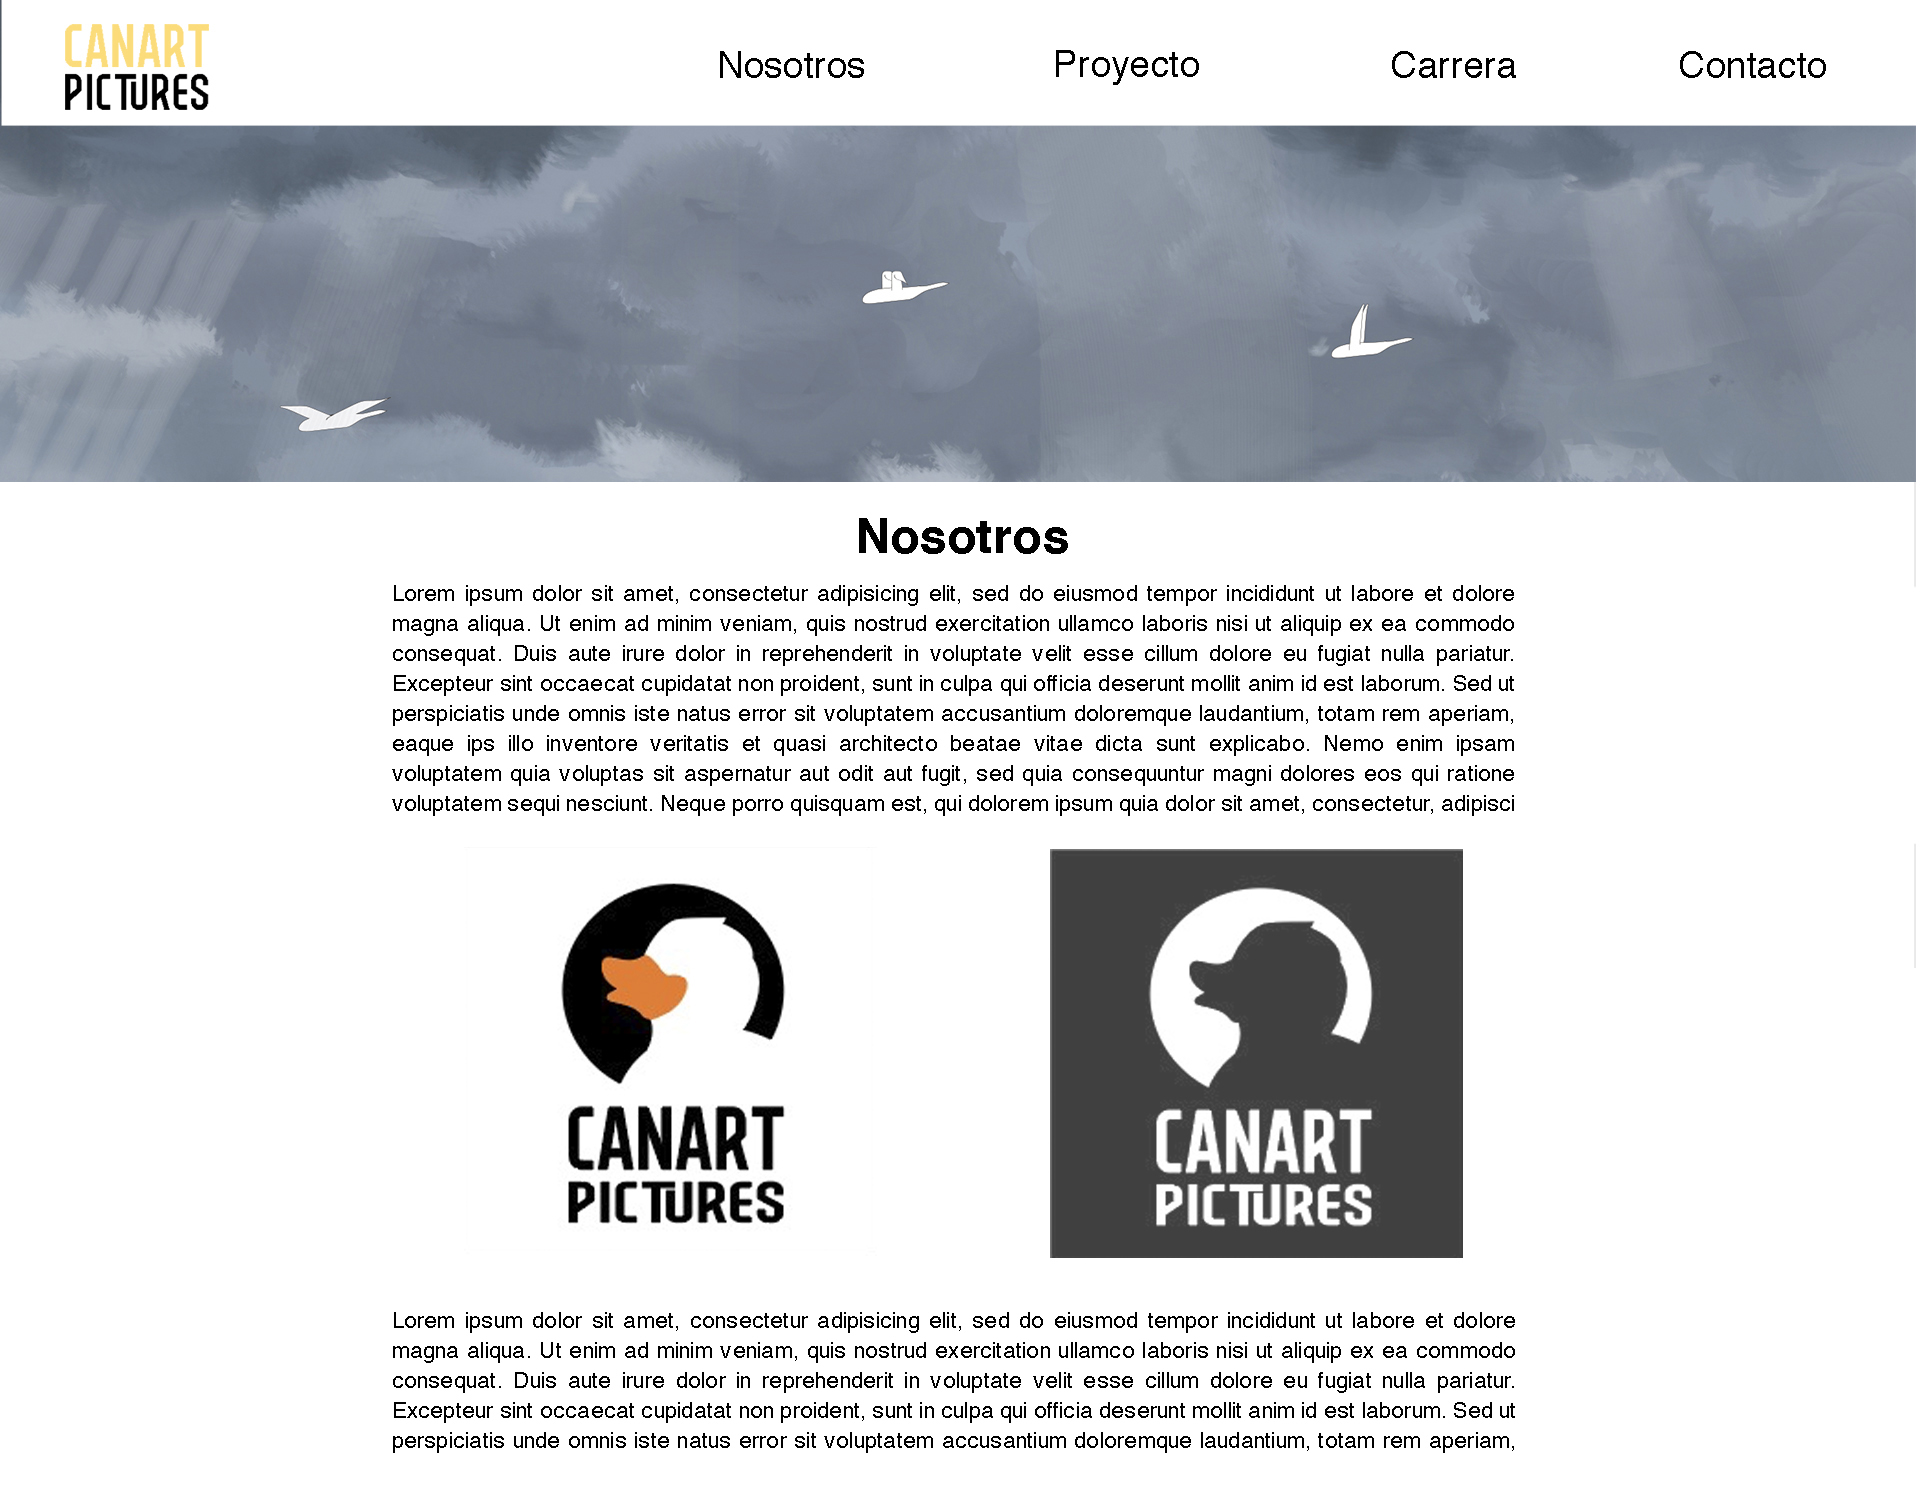 CANART
PICTURES
Nosotros
Proyecto
Carrera
Contacto
Nosotros
Lorem ipsum dolor sit amet, consectetur adipisicing elit, sed do eiusmod tempor incididunt ut labore et dolore
magna aliqua. Ut enim ad minim veniam, quis nostrud exercitation ullamco laboris nisi ut aliquip ex ea commodo
consequat. Duis aute irure dolor in reprehenderit in voluptate velit esse cillum dolore eu fugiat nulla pariatur.
Excepteur sint occaecat cupidatat non proident, sunt in culpa qui officia deserunt mollit anim id est laborum. Sed ut
perspiciatis unde omnis iste natus error sit voluptatem accusantium doloremque laudantium, totam rem aperiam,
eaque ips illo inventore veritatis et quasi architecto beatae vitae dicta sunt explicabo. Nemo enim ipsam
voluptatem quia voluptas sit aspernatur aut odit aut fugit, sed quia consequuntur magni dolores eos qui ratione
voluptatem sequi nesciunt. Neque porro quisquam est, qui dolorem ipsum quia dolor sit amet, consectetur, adipisci
CANART
PICTURES
CANART
PICTURES
Lorem ipsum dolor sit amet, consectetur adipisicing elit, sed do eiusmod tempor incididunt ut labore et dolore
magna aliqua. Ut enim ad minim veniam, quis nostrud exercitation ullamco laboris nisi ut aliquip ex ea commodo
consequat. Duis aute irure dolor in reprehenderit in voluptate velit esse cillum dolore eu fugiat nulla pariatur.
Excepteur sint occaecat cupidatat non proident, sunt in culpa qui officia deserunt mollit anim id est laborum. Sed ut
perspiciatis unde omnis iste natus error sit voluptatem accusantium doloremque laudantium, totam rem aperiam,